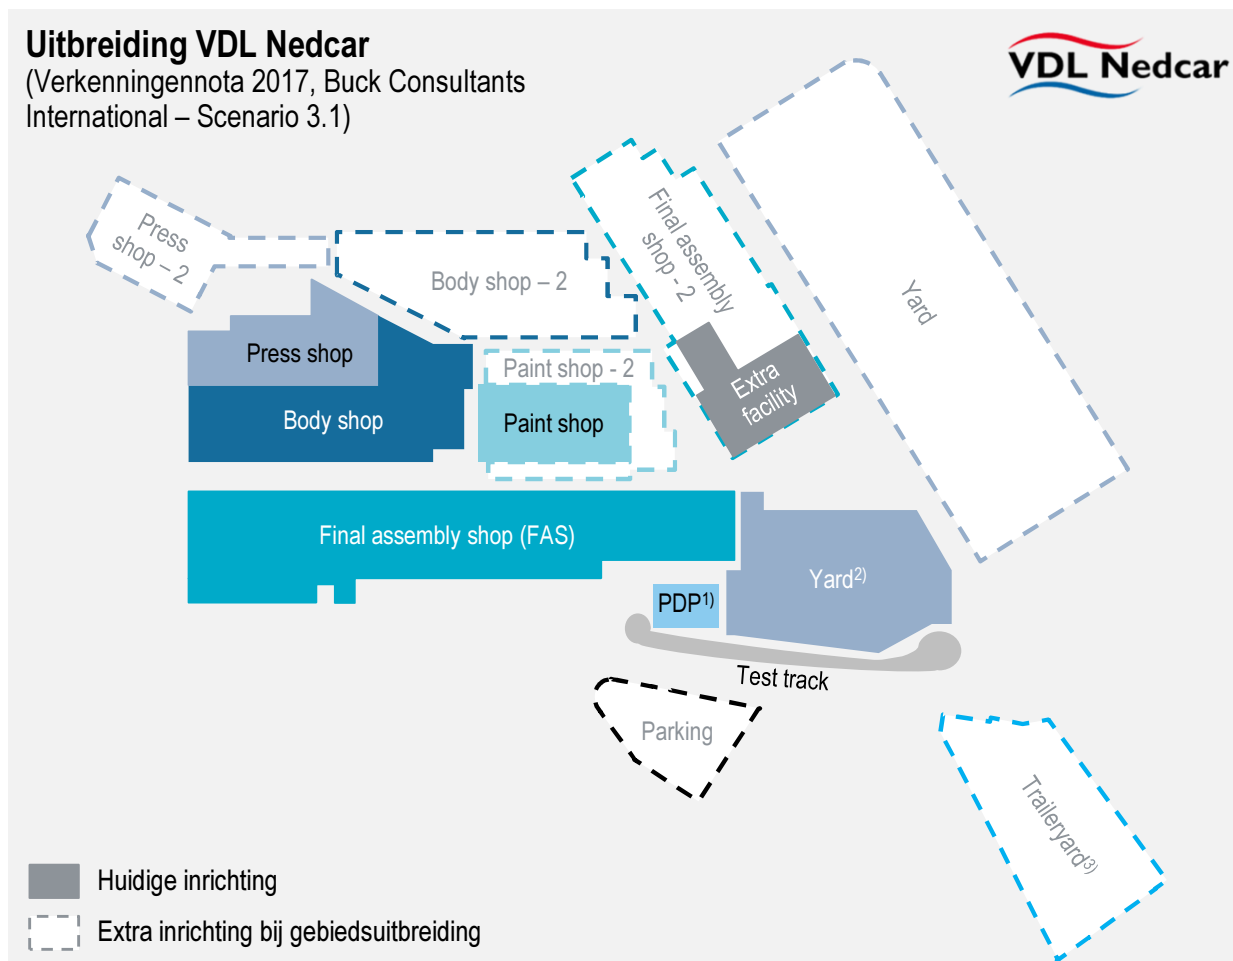 Uitbreiding VDL Nedcar
(Verkenningennota 2017, Buck Consultants
International – Scenario 3.1)
VDL Nedcar
Press
shop – 2
Body shop – 2
Final assembly
shop - 2
Yard
Press shop
Paint shop - 2
Extra
facility
Body shop
Paint shop
Final assembly shop (FAS)
Yard2)
PDP1)
Test track
Parking
Traileryard3)
Huidige inrichting
Extra inrichting bij gebiedsuitbreiding